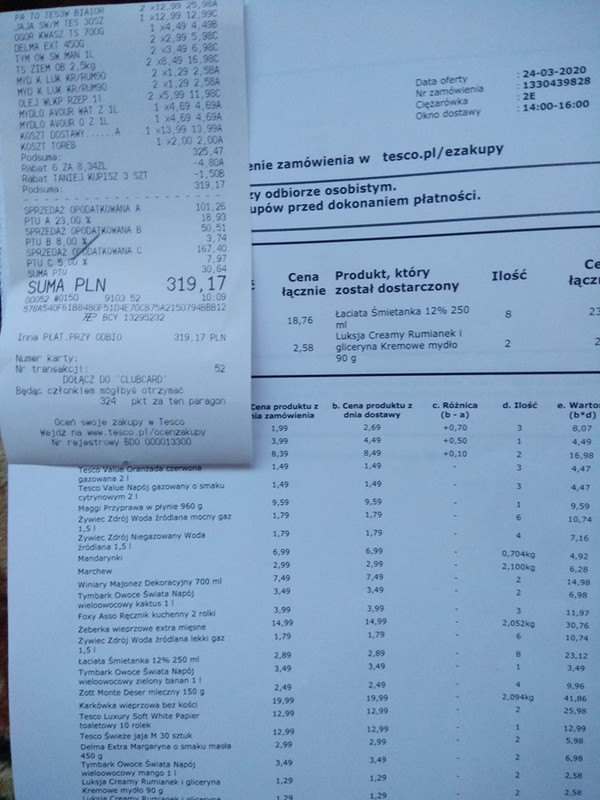 PA TO TESSW BIAłOR 2 x12,99 25,98A
JAJA SW/M TES 30SZ 1 x12,99 12,99C
OGOR KWASZ TS 700G 1 x4,49 4,49B
DELMA EXT 450G 2 x2,99 5,98C
TYM OW SW MAN 1L 2 x3,49 6,98C
TS ZIEM OB 2,5kg 2 x8,49 16,98C
MYD K LUK KR/RUM90 2 x1,29 2,58A
MYD K LUK KR/RUM90 2 x1,29 2,58A
OLEJ WLKP RZEP 1l 2 x5,99 11,98C
MYDŁO AVOUR WAT Z 1L 1 x4,69 4,69A
MYDŁO AVOUR O Z 1L 1 x4,69 4,69A
KOSZT DOSTAWY......A 1 x13,99 13,99A
KOSZT TOREB 1 x2,00 2,00A
Podsuma: 325,47
Rabat 6 ZA 8,34ZL -4,80A
Rabat TANIEJ KUPISZ 3 SZT -1,50B
Podsuma: 319,17
SPRZEDAŻ OPODATKOWANA A 101,26
PTU A 23,00 % 18,93
SPRZEDAŻ OPODATKOWANA B 50,51
PTU B 8,00 % 3,74
SPRZEDAŻ OPODATKOWANA C 167,40
PTU C 5,00 % 7,97
SUMA PTU 30,64
SUMA PLN 319,17
00052 #0150 9103 52 10:09
BCY 13295232
Inna PŁAT.PRZY ODBIO 319,17 PLN
Numer karty:
Nr transakcji: 52
DOŁĄCZ DO 'CLUBCARD'
Będąc członkiem mógłbyś otrzymać
324 pkt za ten paragon
Oceń swoje zakupy w Tesco
Wejdź na www.tesco.pl/ocenzakupy
Nr rejestrowy BDO 000013300
Data oferty : 24-03-2020
Nr zamówienia : 1330439828
Ciężarówka : 2E
Okno dostawy : 14:00-16:00
enie zamówienia w tesco.pl/ezakupy
zy odbiorze osobistym.
upów przed dokonaniem płatności.
Cena łącznie Produkt, który został dostarczony Ilość
18,76 Łaciata Śmietanka 12% 250 ml 8
2,58 Luksja Creamy Rumianek i gliceryna Kremowe mydło 90 g 2
Cena produktu z nia zamówienia b. Cena produktu z dnia dostawy c. Różnica (b - a) d. Ilość e. Wartoś (b*d)
1,99 2,69 +0,70 3 8,07
3,99 4,49 +0,50 1 4,49
8,39 8,49 +0,10 2 16,98
Tesco Value Oranżada czerwona gazowana 2 l 1,49 1,49 - 3 4,47
Tesco Value Napój gazowany o smaku cytrynowym 2 l 1,49 1,49 - 3 4,47
Maggi Przyprawa w płynie 960 g 9,59 9,59 - 1 9,59
Żywiec Zdrój Woda źródlana mocny gaz 1,5 l 1,79 1,79 - 6 10,74
Żywiec Zdrój Niegazowany Woda źródlana 1,5 l 1,79 1,79 - 4 7,16
Mandarynki 6,99 6,99 - 0,704kg 4,92
Marchew 2,99 2,99 - 2,100kg 6,28
Winiary Majonez Dekoracyjny 700 ml 7,49 7,49 - 2 14,98
Tymbark Owoce Świata Napój wieloowocowy kaktus 1 l 3,49 3,49 - 2 6,98
Foxy Asso Ręcznik kuchenny 2 rolki 3,99 3,99 - 3 11,97
Żeberka wieprzowe extra mięsne 14,99 14,99 - 2,052kg 30,76
Żywiec Zdrój Woda źródlana lekki gaz 1,5 l 1,79 1,79 - 6 10,74
Łaciata Śmietanka 12% 250 ml 2,89 2,89 - 8 23,12
Tymbark Owoce Świata Napój wieloowocowy zielony banan 1 l 3,49 3,49 - 1 3,49
Zott Monte Deser mleczny 150 g 2,49 2,49 - 4 9,96
Karkówka wieprzowa bez kości 19,99 19,99 - 2,094kg 41,86
Tesco Luxury Soft White Papier toaletowy 10 rolek 12,99 12,99 - 2 25,98
Tesco Świeże jaja M 30 sztuk 12,99 12,99 - 1 12,99
Delma Extra Margaryna o smaku masła 450 g 2,99 2,99 - 2 5,98
Tymbark Owoce Świata Napój wieloowocowy mango 1 l 3,49 3,49 - 2 6,98
Luksja Creamy Rumianek i gliceryna Kremowe mydło 90 g 1,29 1,29 - 2 2,58
Luksja Creamy Rumianek i gliceryna 1,29 1,29 - 2 2,58